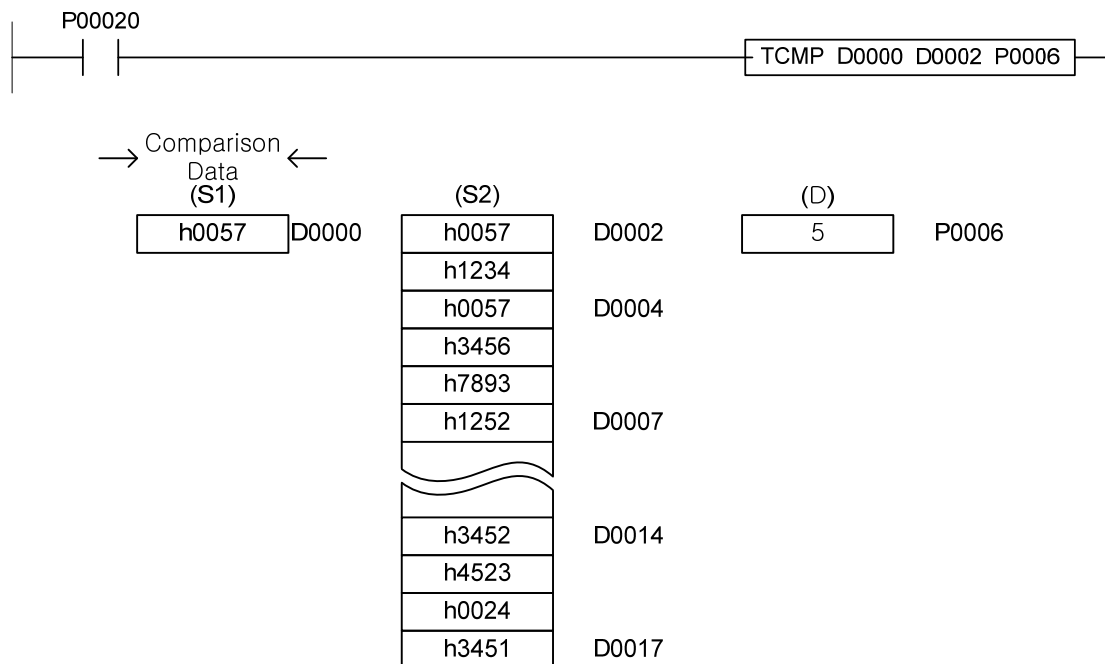 P00020
TCMP D0000 D0002 P0006
Comparison
Data
(S1) (S2) (D)
h0057 D0000 h0057 D0002 5 P0006
h1234
h0057 D0004
h3456
h7893
h1252 D0007
h3452 D0014
h4523
h0024
h3451 D0017